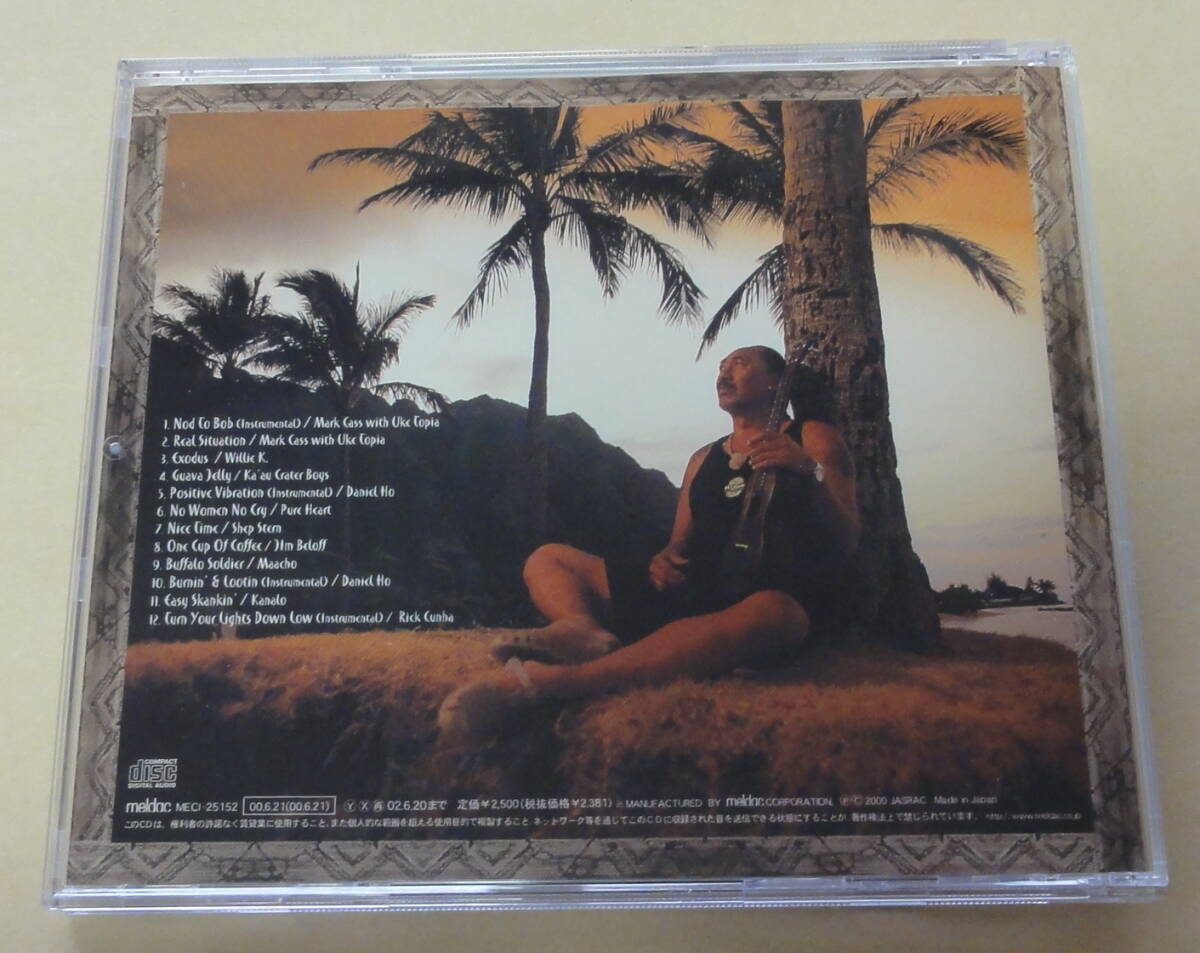 1. Nod To Bob (Instrumental) / Mark Cass with Uke Topia
2. Real Situation / Mark Cass with Uke Topia
3. Exodus / Willie K.
4. Guava Jelly / Ka'au Crater Boys
5. Positive Vibration (Instrumental) / Daniel Ho
6. No Women No Cry / Pure Heart
7. Nice Time / Shep Stern
8. One Cup Of Coffee / Jim Beloff
9. Buffalo Soldier / Maacho
10. Burnin' & Lootin (Instrumental) / Daniel Ho
11. Easy Skankin' / Kanalo
12. Turn Your Lights Down Low (Instrumental) / Rick Cunha
COMPACT
disc
DIGITAL AUDIO
meldac MECI-25152 00.6.21(00.6.21) Ⓨ Ⓧ 再 02.6.20まで 定価¥2,500(税抜価格¥2,381) MANUFACTURED BY meldac CORPORATION. Ⓟ Ⓒ 2000 JASRAC Made in Japan
このCDは、権利者の許諾なく賃貸業に使用すること、また個人的な範囲を超える使用目的で複製すること、ネットワーク等を通じてこのCDに収録された音を送信できる状態にすることが、著作権法上で禁じられています。 http://www.meldac.co.jp